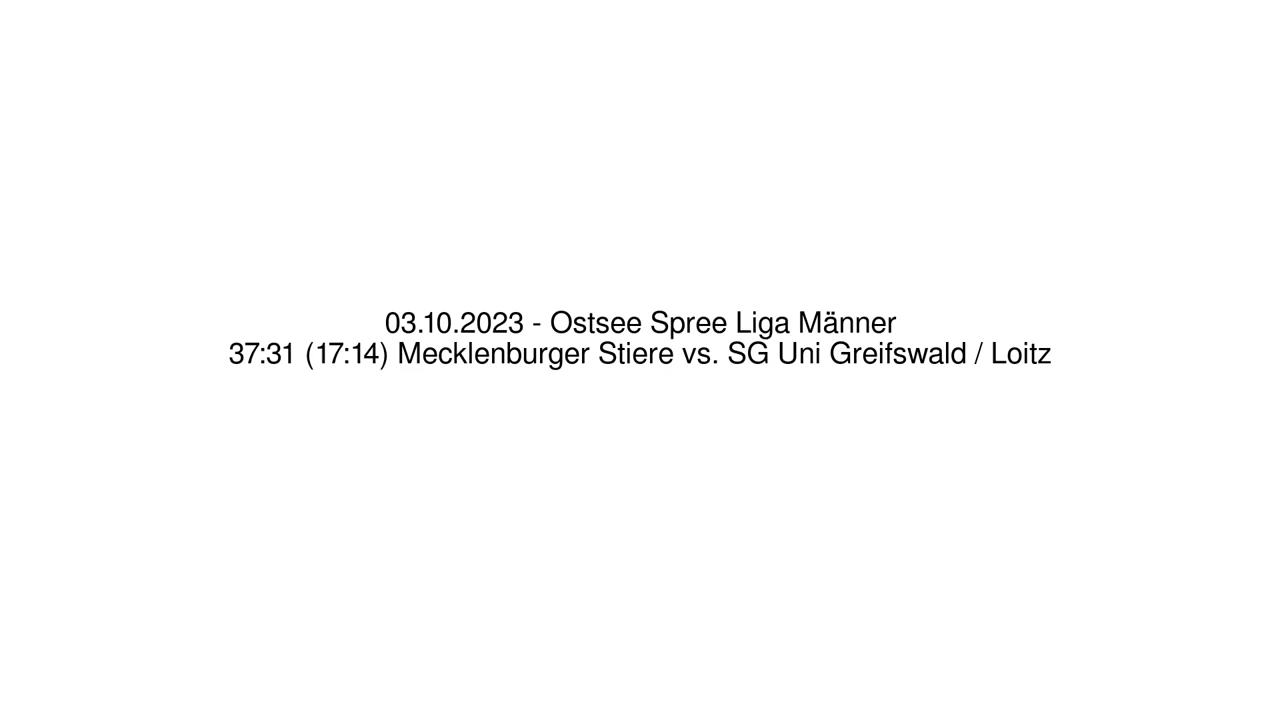 03.10.2023 - Ostsee Spree Liga Männer
37:31 (17:14) Mecklenburger Stiere vs. SG Uni Greifswald / Loitz